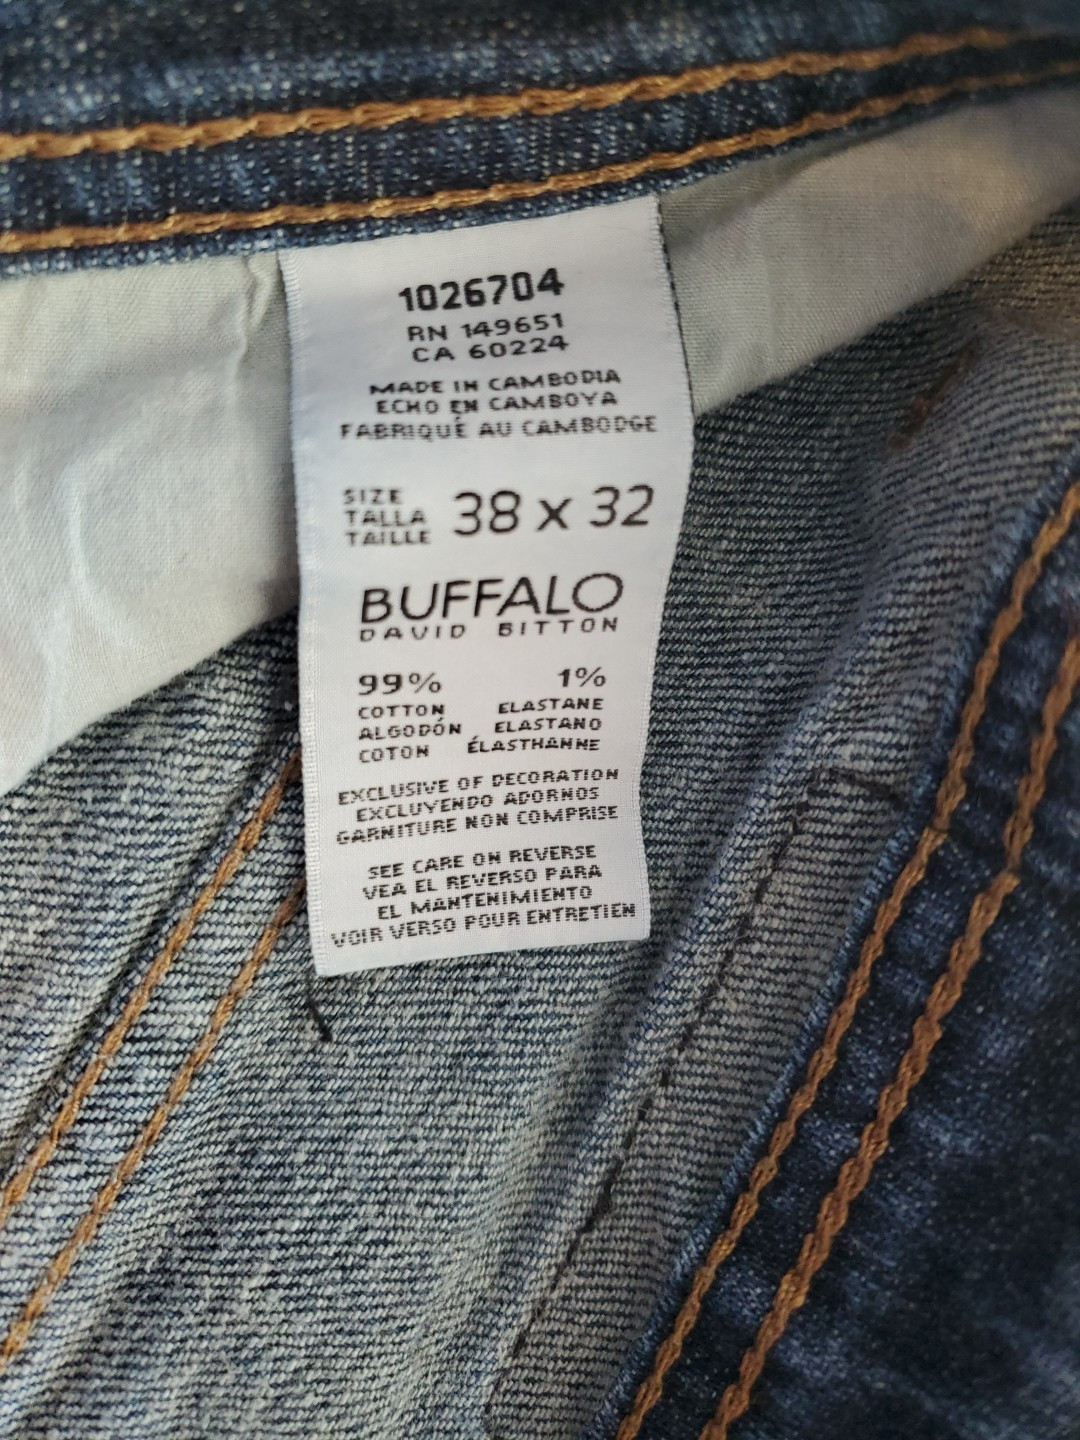 1026704
RN 149651
CA 60224
MADE IN CAMBODIA
ECHO EN CAMBOYA
FABRIQUÉ AU CAMBODGE
SIZE
TALLA
TAILLE
38 x 32
BUFFALO
DAVID BITTON
99% 1%
COTTON ELASTANE
ALGODÓN ELASTANO
COTON ÉLASTHANNE
EXCLUSIVE OF DECORATION
EXCLUYENDO ADORNOS
GARNITURE NON COMPRISE
SEE CARE ON REVERSE
VEA EL REVERSO PARA
EL MANTENIMIENTO
VOIR VERSO POUR ENTRETIEN